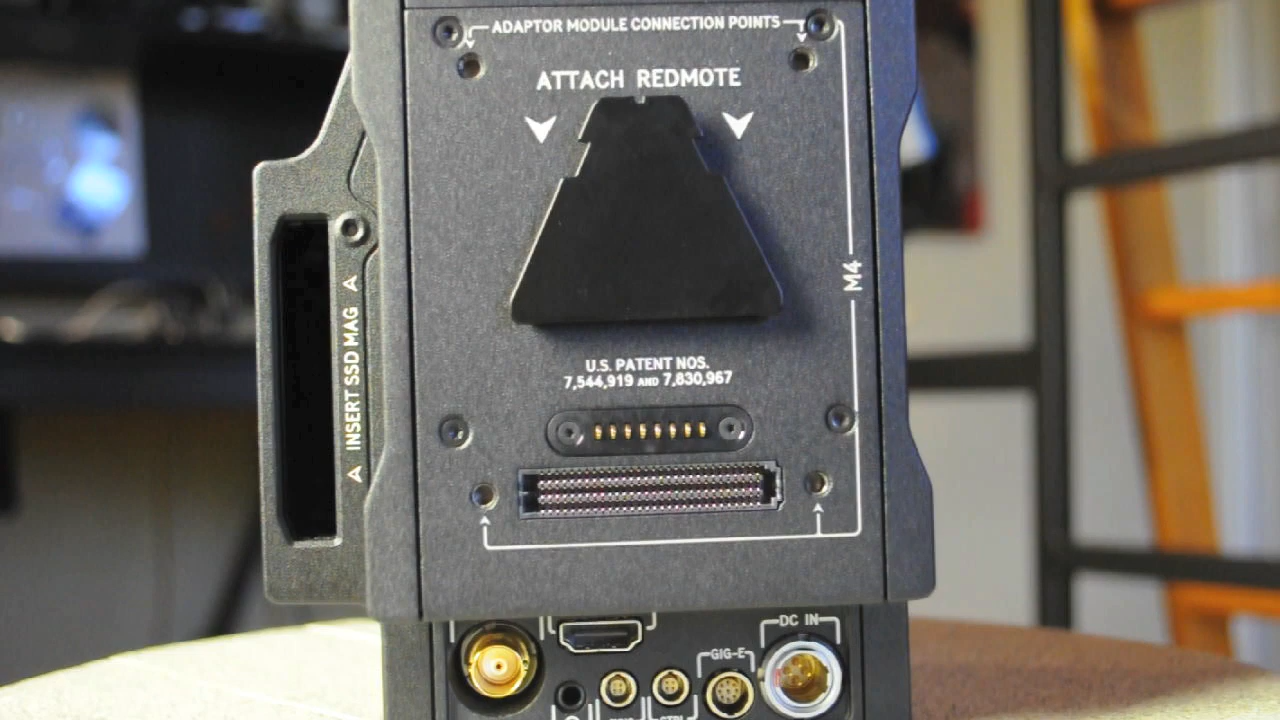 ADAPTOR MODULE CONNECTION POINTS
ATTACH REDMOTE
M4
INSERT SSD MAG
U.S. PATENT NOS.
7,544,919 AND 7,830,967
DC IN
GIG-E